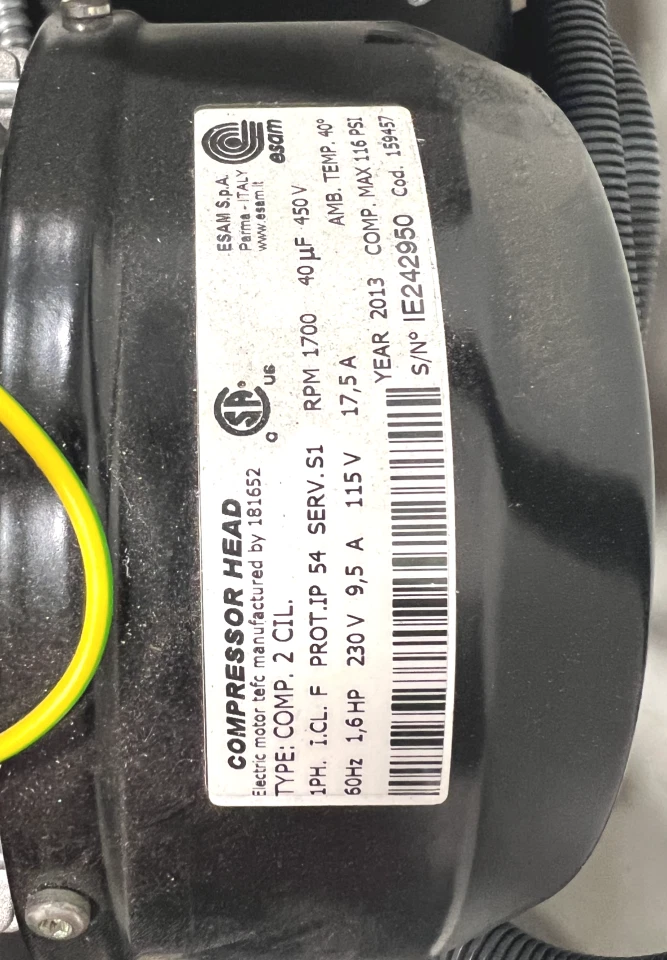 COMPRESSOR HEAD
Electric motor tefc manufactured by 181652
TYPE: COMP. 2 CIL.
SA
C US
ESAM S.p.A.
Parma - ITALY
www.esam.it
esam
1PH. I.CL. F PROT.IP 54 SERV. S1 RPM 1700 40 µF 450 V
60Hz 1,6 HP 230 V 9,5 A 115 V 17,5 A AMB. TEMP. 40°
YEAR 2013 COMP. MAX 116 PSI
S/N° IE242950 Cod. 159457